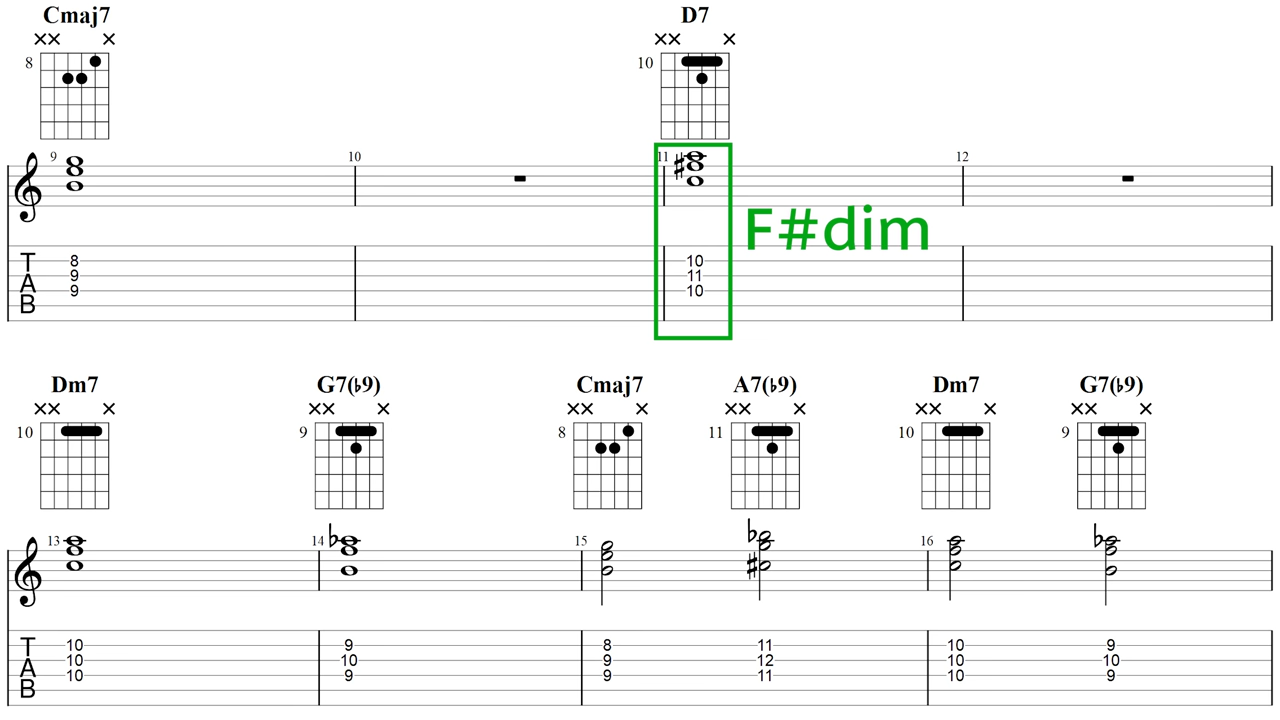 Cmaj7 D7
×× × ×× ×
8 10
9 10 11 12
F#dim
T 8 10
A 9 11
B 9 10
Dm7 G7(♭9) Cmaj7 A7(♭9) Dm7 G7(♭9)
×× × ×× × ×× × ×× × ×× × ×× ×
10 9 8 11 10 9
13 14 15 16
T 10 9 8 11 10 9
A 10 10 9 12 10 10
B 10 9 9 11 10 9